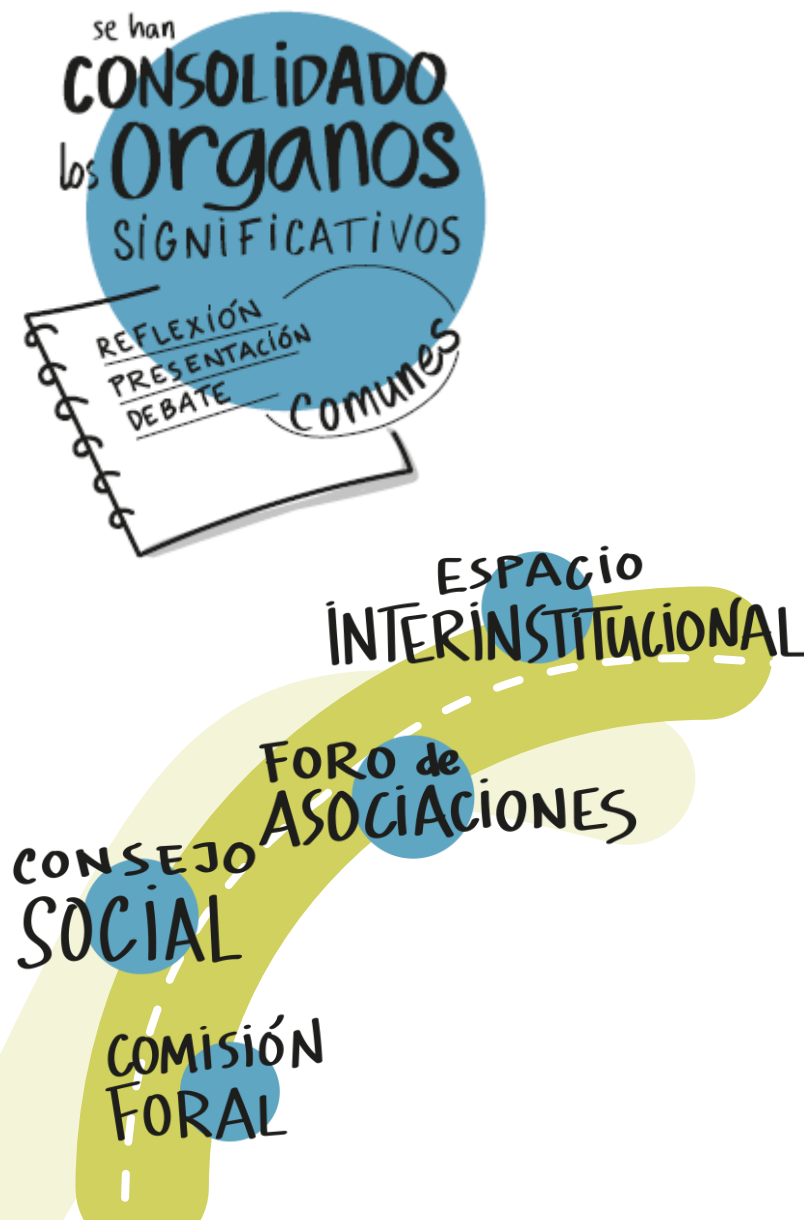 se han
CONSOLIDADO
los Organos
SIGNIFICATIVOS
REFLEXIÓN
PRESENTACIÓN
DEBATE
comunes
ESPACIO
INTERINSTITUCIONAL
FORO de
ASOCIACIONES
CONSEJO
SOCIAL
COMISIÓN
FORAL